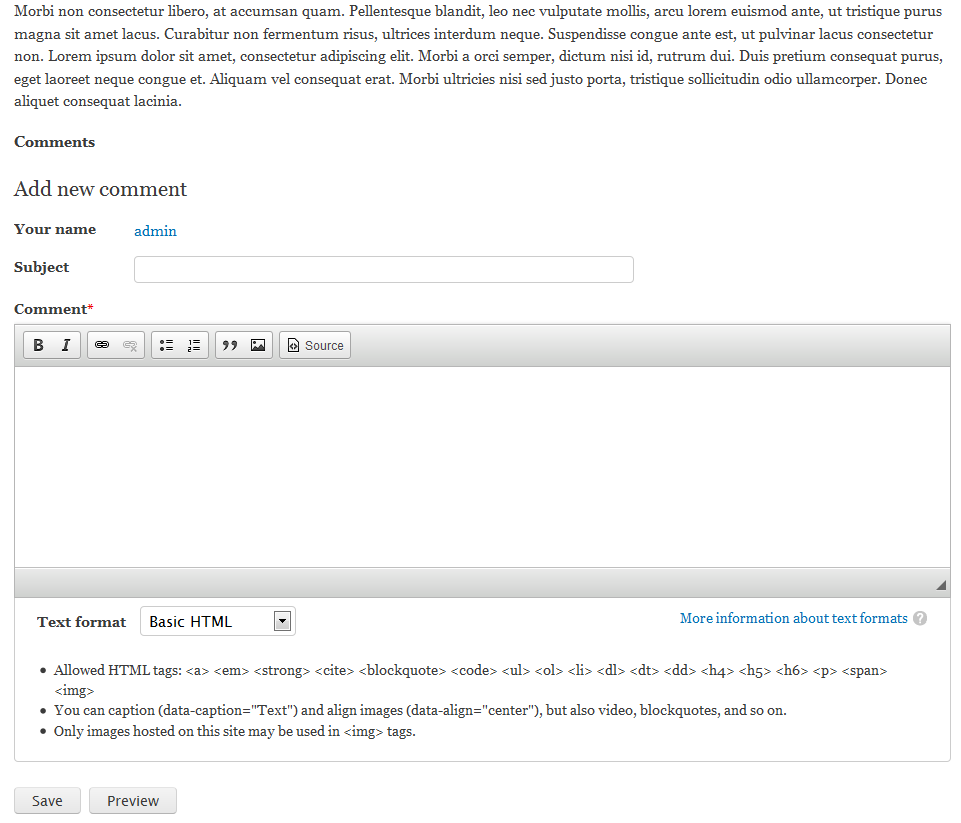 Morbi non consectetur libero, at accumsan quam. Pellentesque blandit, leo nec vulputate mollis, arcu lorem euismod ante, ut tristique purus
magna sit amet lacus. Curabitur non fermentum risus, ultrices interdum neque. Suspendisse congue ante est, ut pulvinar lacus consectetur
non. Lorem ipsum dolor sit amet, consectetur adipiscing elit. Morbi a orci semper, dictum nisi id, rutrum dui. Duis pretium consequat purus,
eget laoreet neque congue et. Aliquam vel consequat erat. Morbi ultricies nisi sed justo porta, tristique sollicitudin odio ullamcorper. Donec
aliquet consequat lacinia.
Comments
Add new comment
Your name admin
Subject
Comment*
B I Source
Text format Basic HTML More information about text formats ?
• Allowed HTML tags: <a> <em> <strong> <cite> <blockquote> <code> <ul> <ol> <li> <dl> <dt> <dd> <h4> <h5> <h6> <p> <span>
<img>
• You can caption (data-caption="Text") and align images (data-align="center"), but also video, blockquotes, and so on.
• Only images hosted on this site may be used in <img> tags.
Save Preview